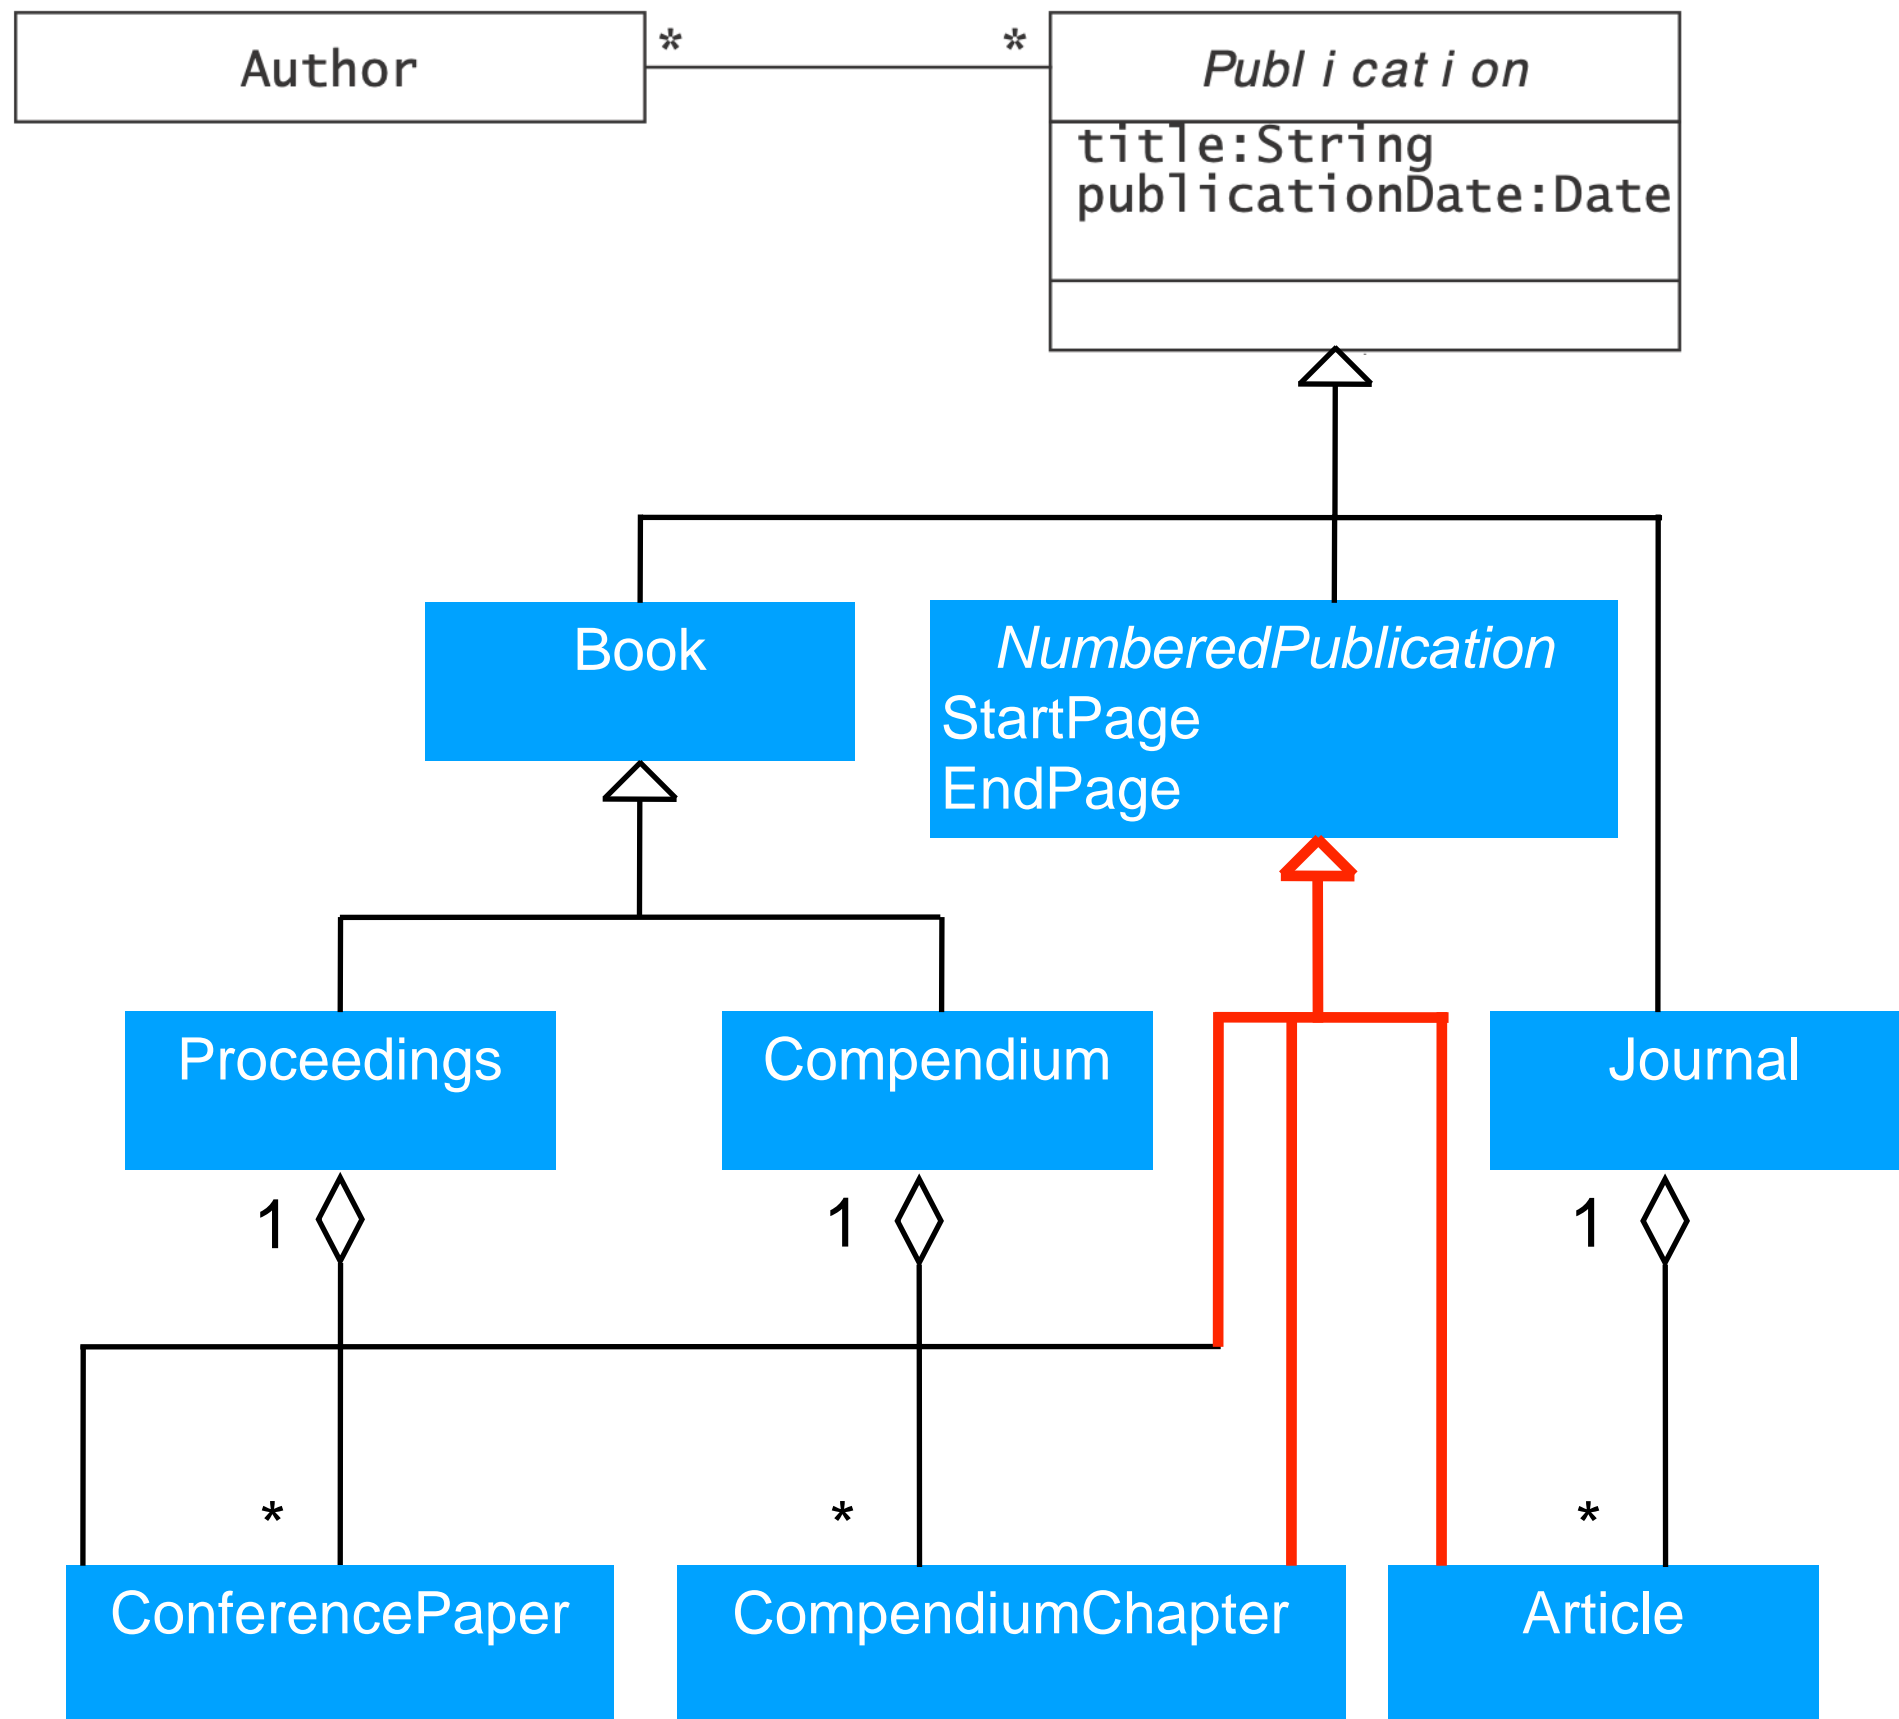 Author
*
*
Publication
title:String
publicationDate:Date
Book
NumberedPublication
StartPage
EndPage
Proceedings
Compendium
Journal
1
1
1
*
*
*
ConferencePaper
CompendiumChapter
Article